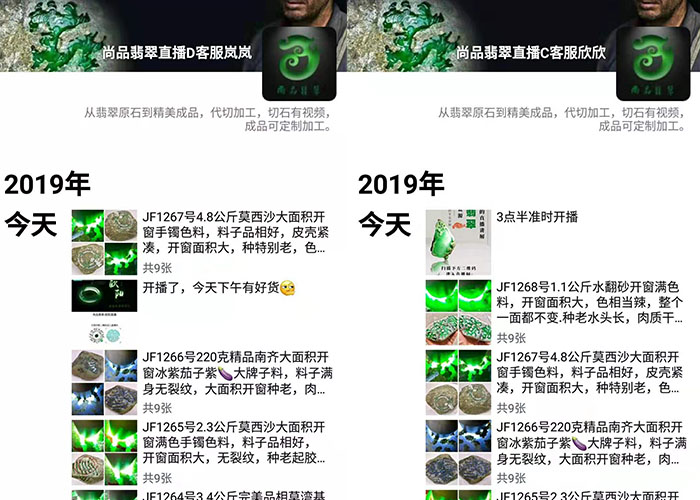 尚品翡翠直播D客服岚岚
尚品翡翠
从翡翠原石到精美成品，代切加工，切石有视频，
成品可定制加工。
2019年
今天
JF1267号4.8公斤莫西沙大面积开
窗手镯色料，料子品相好，皮壳紧
凑，开窗面积大，种特别老，色...
共9张
开播了，今天下午有好货
JF1266号220克精品南齐大面积开
窗冰紫茄子紫🍆大牌子料，料子满
身无裂纹，大面积开窗种老，肉...
共9张
JF1265号2.3公斤莫西沙大面积开
窗满色手镯色料，料子品相好，
开窗面积大，无裂纹，种老起胶...
共9张
JF1264号3.4公斤完美品相莫湾基
尚品翡翠直播C客服欣欣
尚品翡翠
从翡翠原石到精美成品，代切加工，切石有视频，
成品可定制加工。
2019年
今天
翡翠
3点半准时开播
JF1268号1.1公斤水翻砂开窗满色
料，开窗面积大，色相当辣，整个
一面都不变.种老水头长，肉质干...
共9张
JF1267号4.8公斤莫西沙大面积开
窗手镯色料，料子品相好，皮壳紧
凑，开窗面积大，种特别老，色...
共9张
JF1266号220克精品南齐大面积开
窗冰紫茄子紫🍆大牌子料，料子满
身无裂纹，大面积开窗种老，肉...
共9张
JF1265号2.3公斤莫西沙大面积开